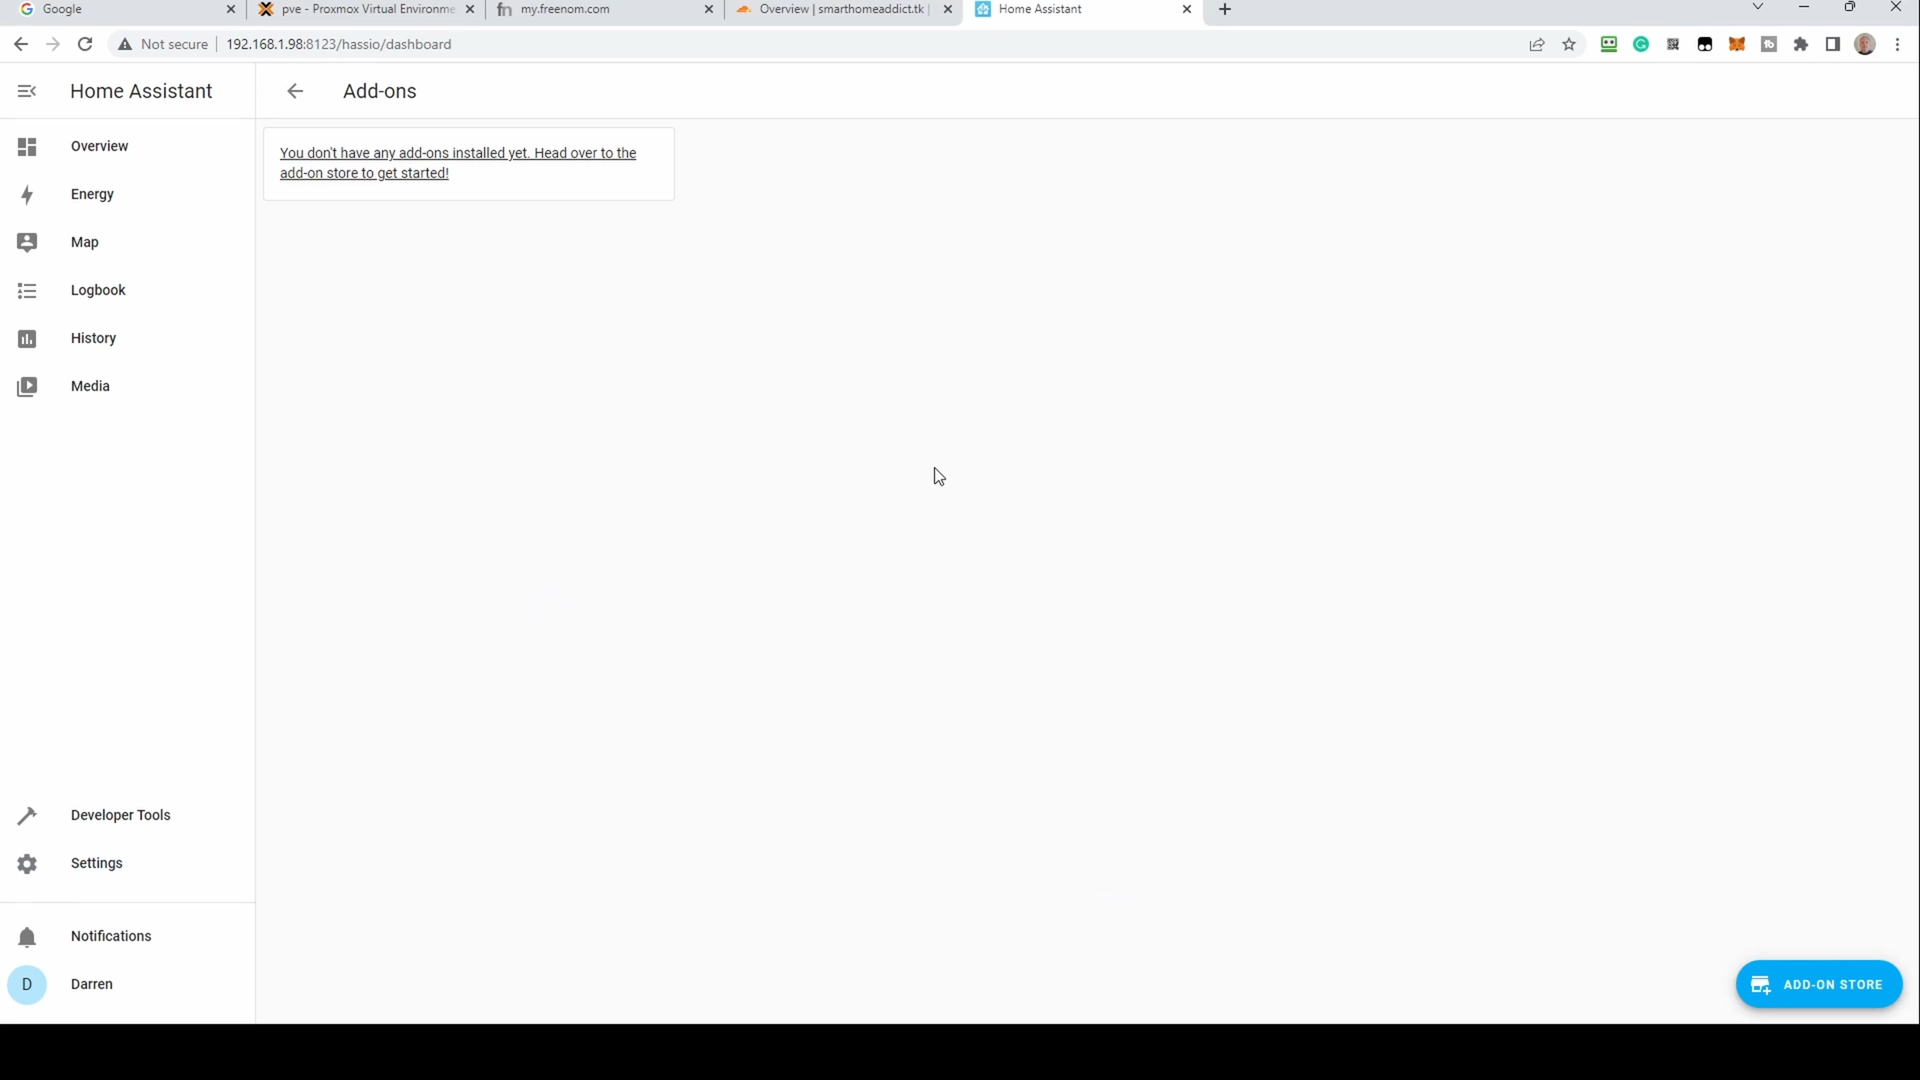 Google
pve - Proxmox Virtual Environme
my.freenom.com
Overview | smarthomeaddict.tk |
Home Assistant
Not secure
192.168.1.98:8123/hassio/dashboard
Home Assistant
Add-ons
Overview
Energy
Map
Logbook
History
Media
You don't have any add-ons installed yet. Head over to the
add-on store to get started!
Developer Tools
Settings
Notifications
D
Darren
ADD-ON STORE